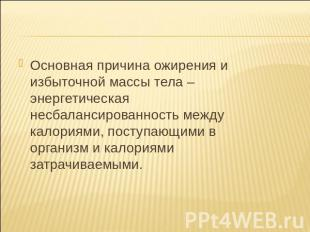 Основная причина ожирения и
избыточной массы тела –
энергетическая
несбалансированность между
калориями, поступающими в
организм и калориями
затрачиваемыми.
PPt4WEB.ru